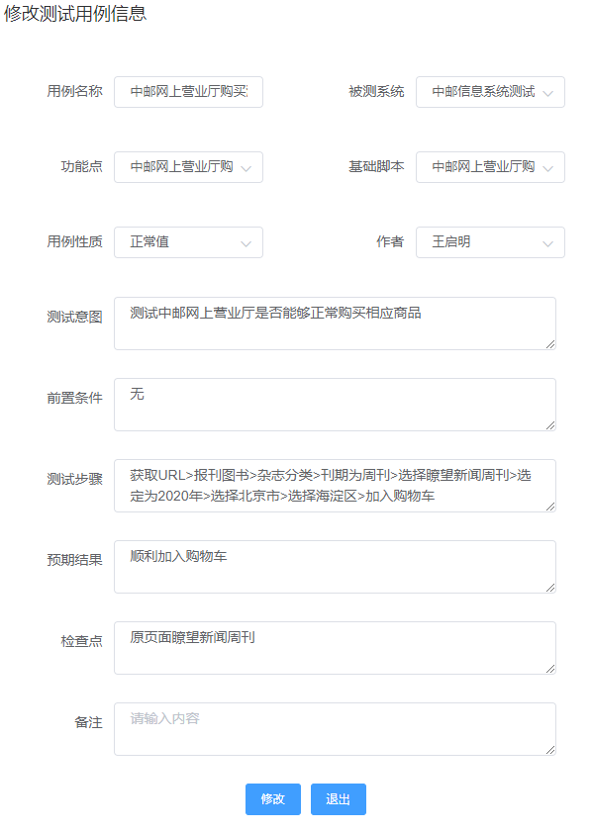 修改测试用例信息
用例名称 中邮网上营业厅购买 被测系统 中邮信息系统测试
功能点 中邮网上营业厅购 基础脚本 中邮网上营业厅购
用例性质 正常值 作者 王启明
测试意图 测试中邮网上营业厅是否能够正常购买相应商品
前置条件 无
测试步骤 获取URL>报刊图书>杂志分类>刊期为周刊>选择瞭望新闻周刊>选
定为2020年>选择北京市>选择海淀区>加入购物车
预期结果 顺利加入购物车
检查点 原页面瞭望新闻周刊
备注 请输入内容
修改 退出